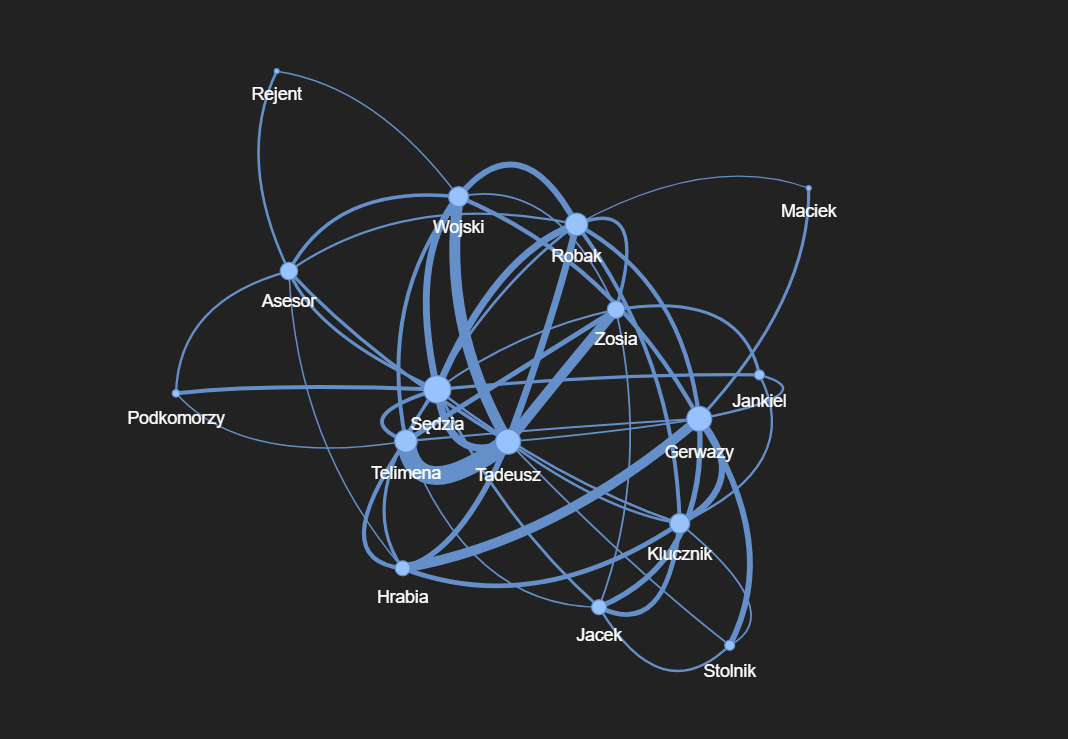 Rejent
Maciek
Wojski
Robak
Asesor
Zosia
Jankiel
Podkomorzy
Sędzia
Gerwazy
Telimena
Tadeusz
Klucznik
Hrabia
Jacek
Stolnik